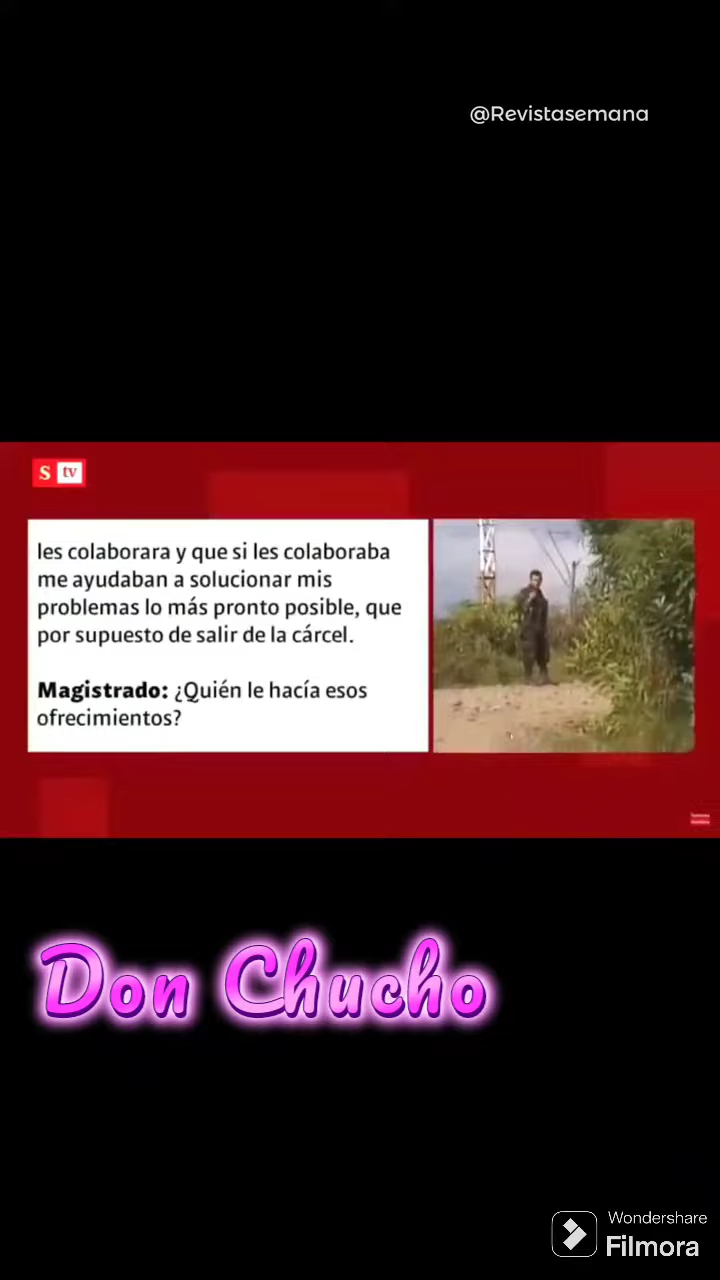 @Revistasemana
S tv
les colaborara y que si les colaboraba
me ayudaban a solucionar mis
problemas lo más pronto posible, que
por supuesto de salir de la cárcel.
Magistrado: ¿Quién le hacía esos
ofrecimientos?
Don Chucho
Wondershare
Filmora